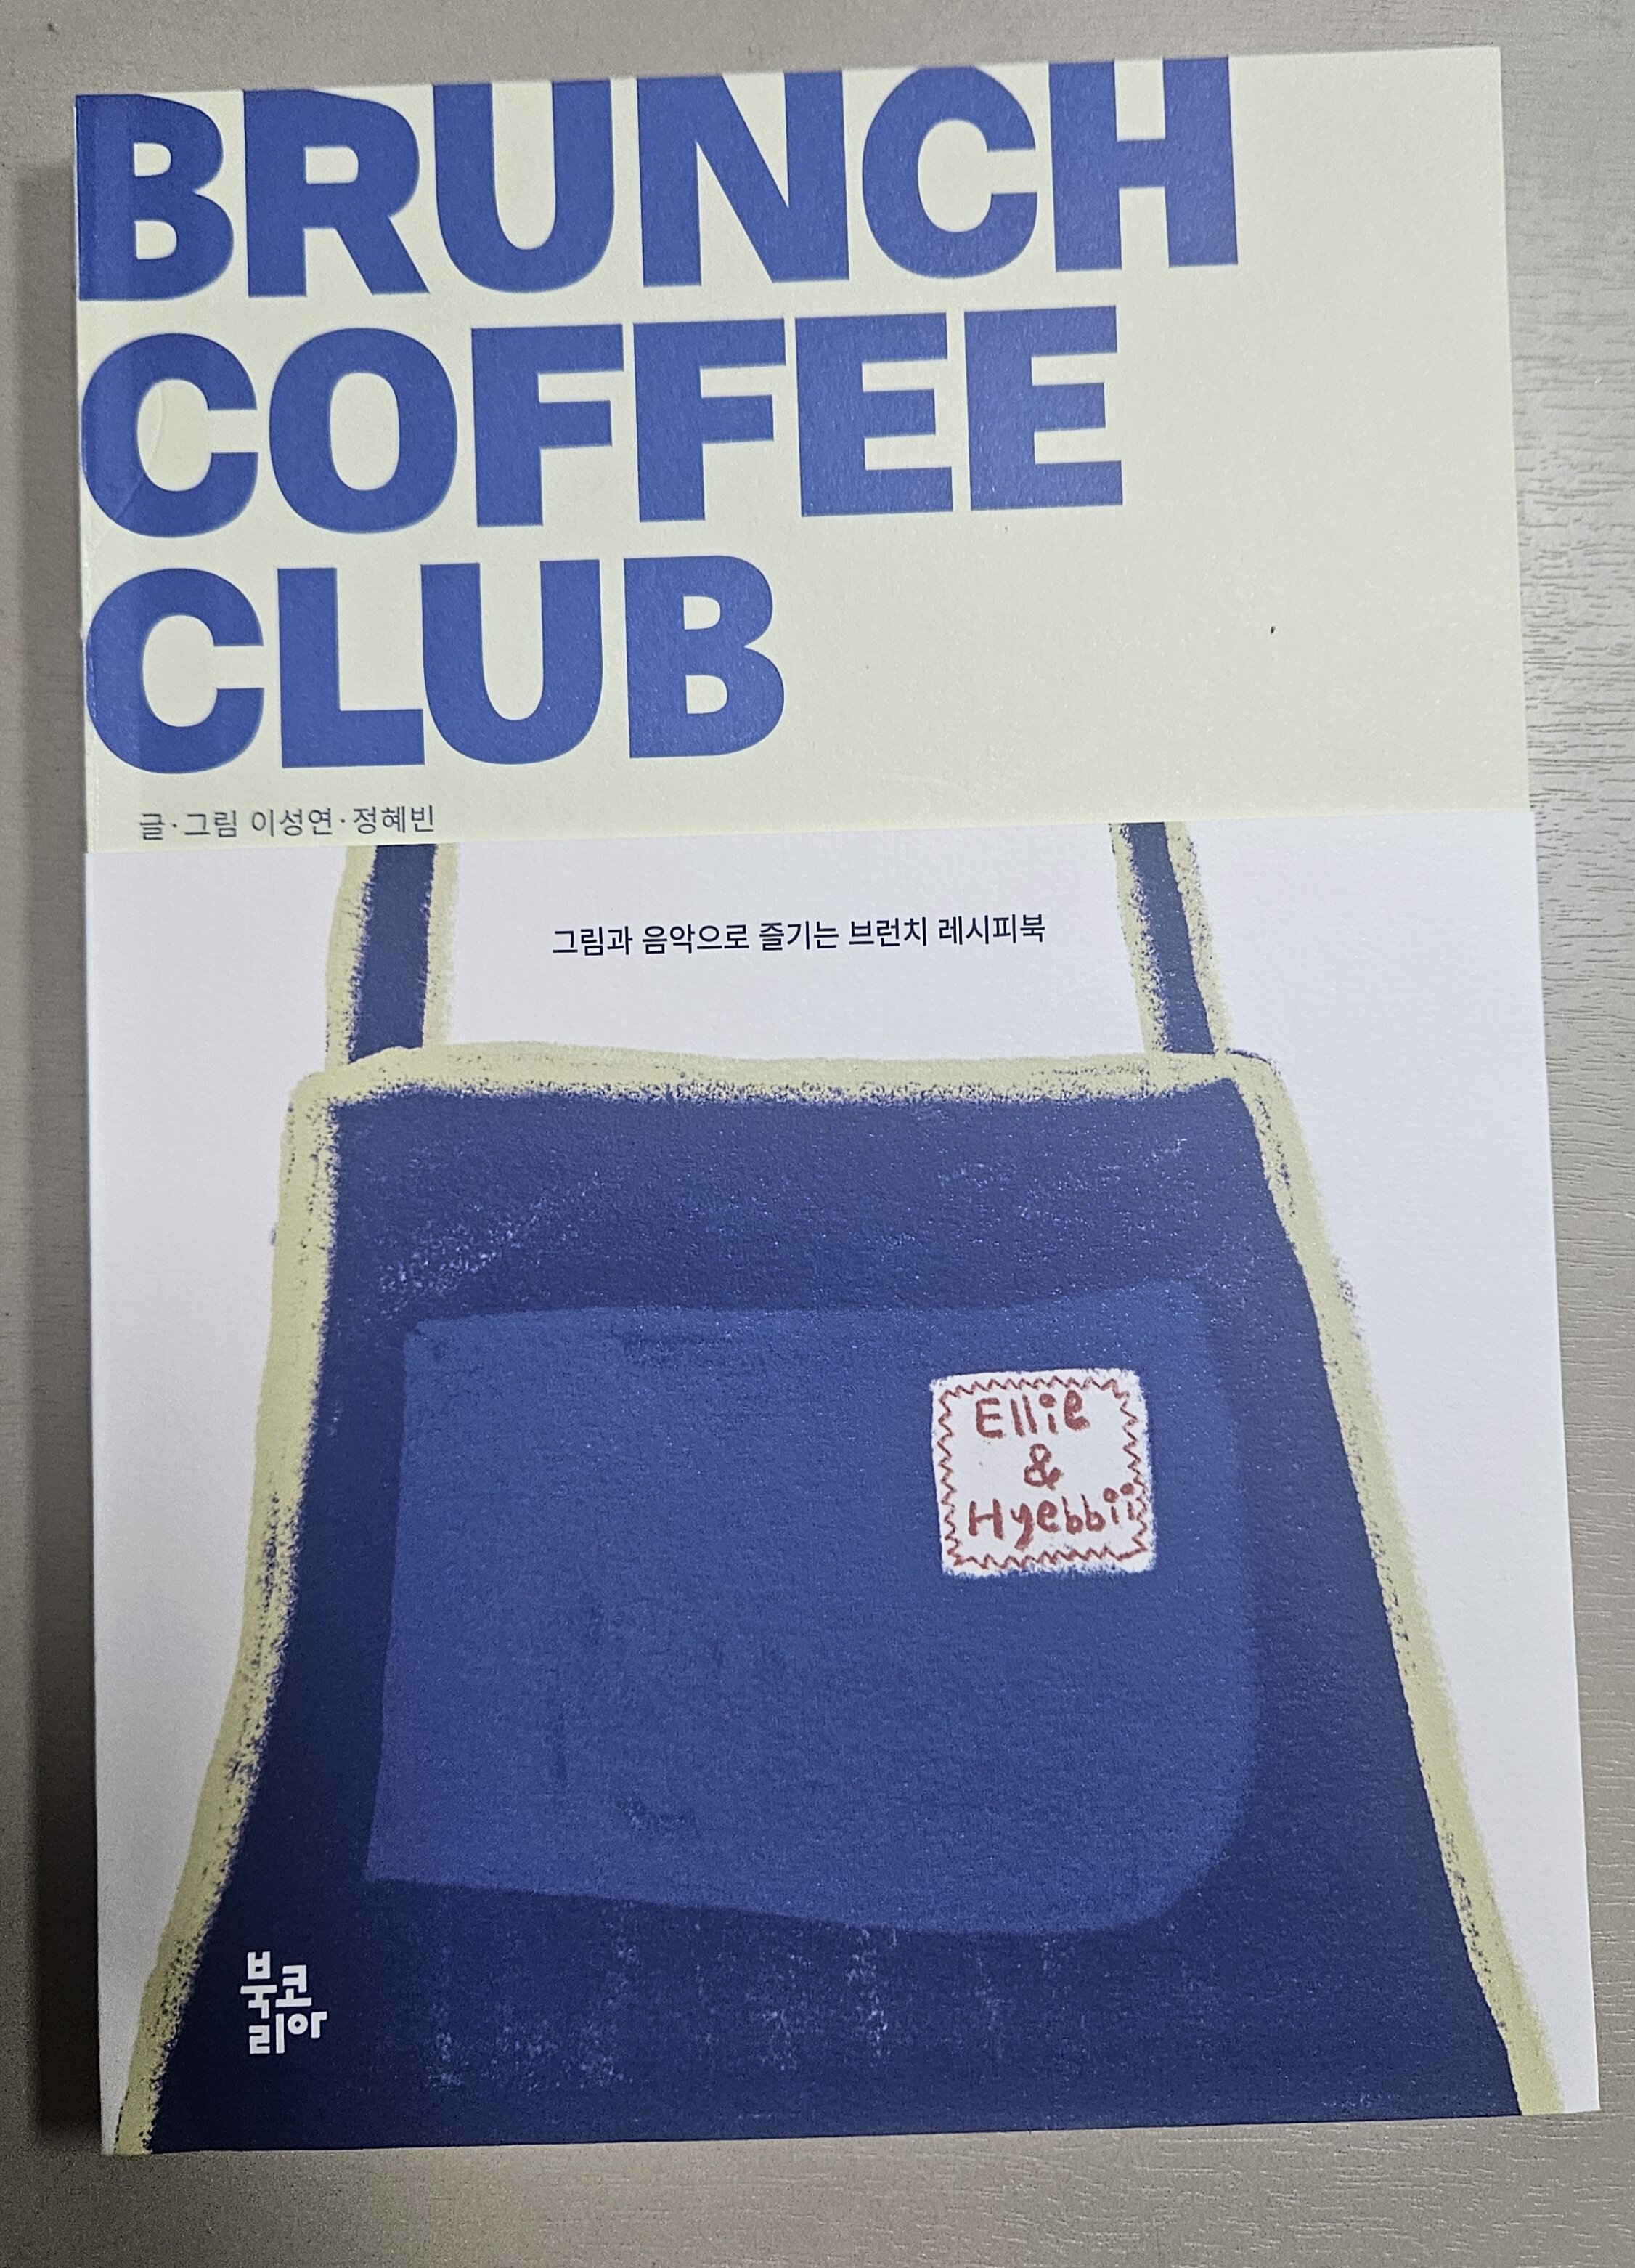 BRUNCH
COFFEE
CLUB
글·그림 이성연·정혜빈
그림과 음악으로 즐기는 브런치 레시피북
Ellie
&
Hyebbii
북코
리아